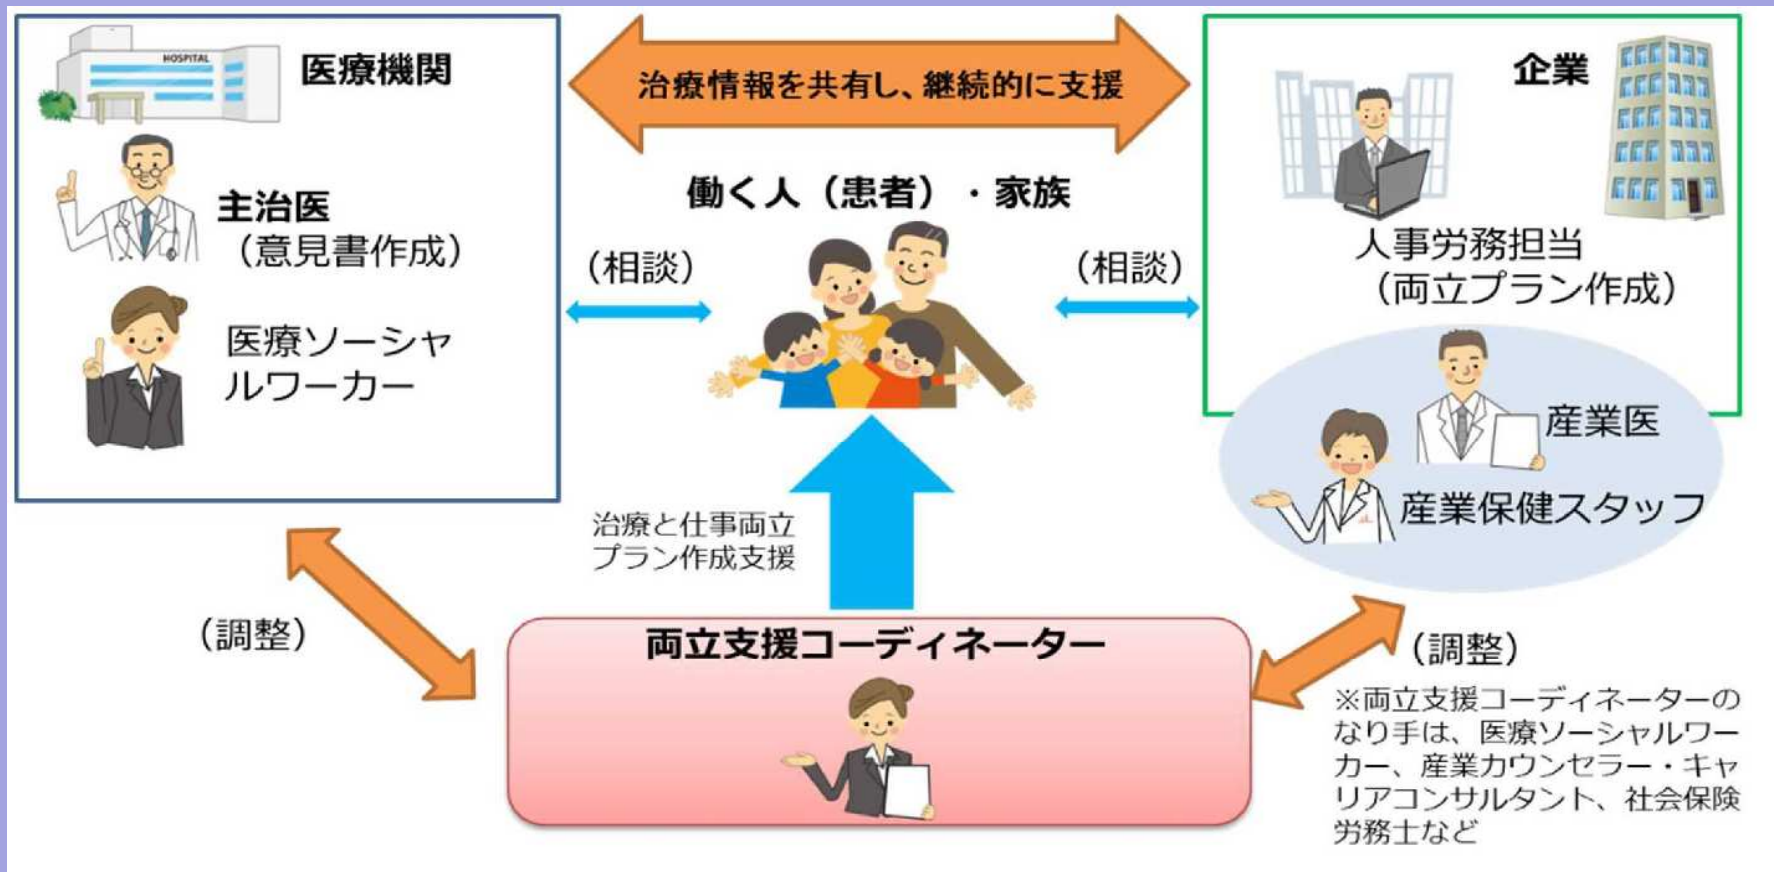 HOSPITAL
医療機関
主治医
（意見書作成）
医療ソーシャ
ルワーカー
治療情報を共有し、継続的に支援
働く人（患者）・家族
（相談）
（相談）
企業
人事労務担当
（両立プラン作成）
産業医
産業保健スタッフ
治療と仕事両立
プラン作成支援
（調整）
両立支援コーディネーター
（調整）
※両立支援コーディネーターの
なり手は、医療ソーシャルワー
カー、産業カウンセラー・キャ
リアコンサルタント、社会保険
労務士など